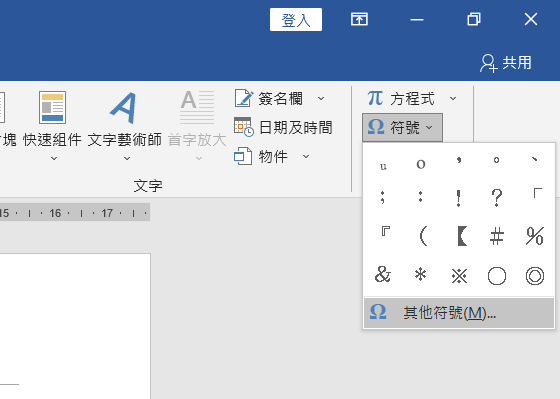 登入
共用
快速組件
文字藝術師
首字放大
簽名欄
日期及時間
物件
文字
π 方程式
Ω 符號
15 16 17
u o , 。 、
; : ! ? 「
『 ( 【 # %
& * ※ ○ ◎
Ω 其他符號(M)...